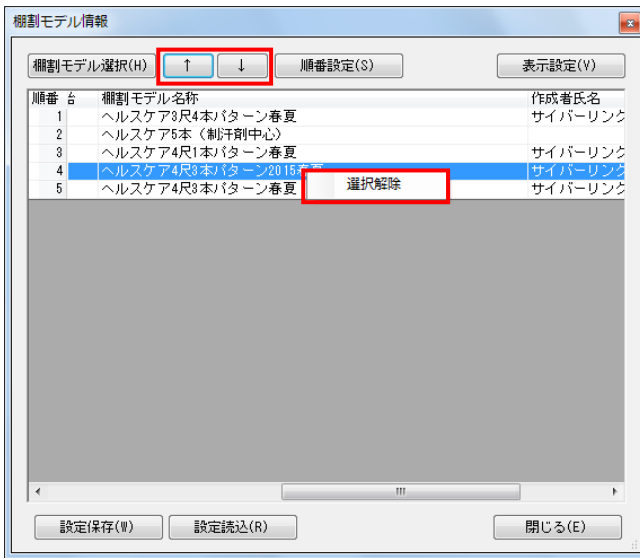 棚割モデル情報
棚割モデル選択(H) ↑ ↓ 順番設定(S) 表示設定(V)
順番 台 棚割モデル名称 作成者氏名
1 ヘルスケア3尺4本パターン春夏 サイバーリンク
2 ヘルスケア5本(制汗剤中心)
3 ヘルスケア4尺1本パターン春夏 サイバーリンク
4 ヘルスケア4尺3本パターン2015春夏 サイバーリンク
選択解除
5 ヘルスケア4尺3本パターン春夏 サイバーリンク
設定保存(W) 設定読込(R) 閉じる(E)